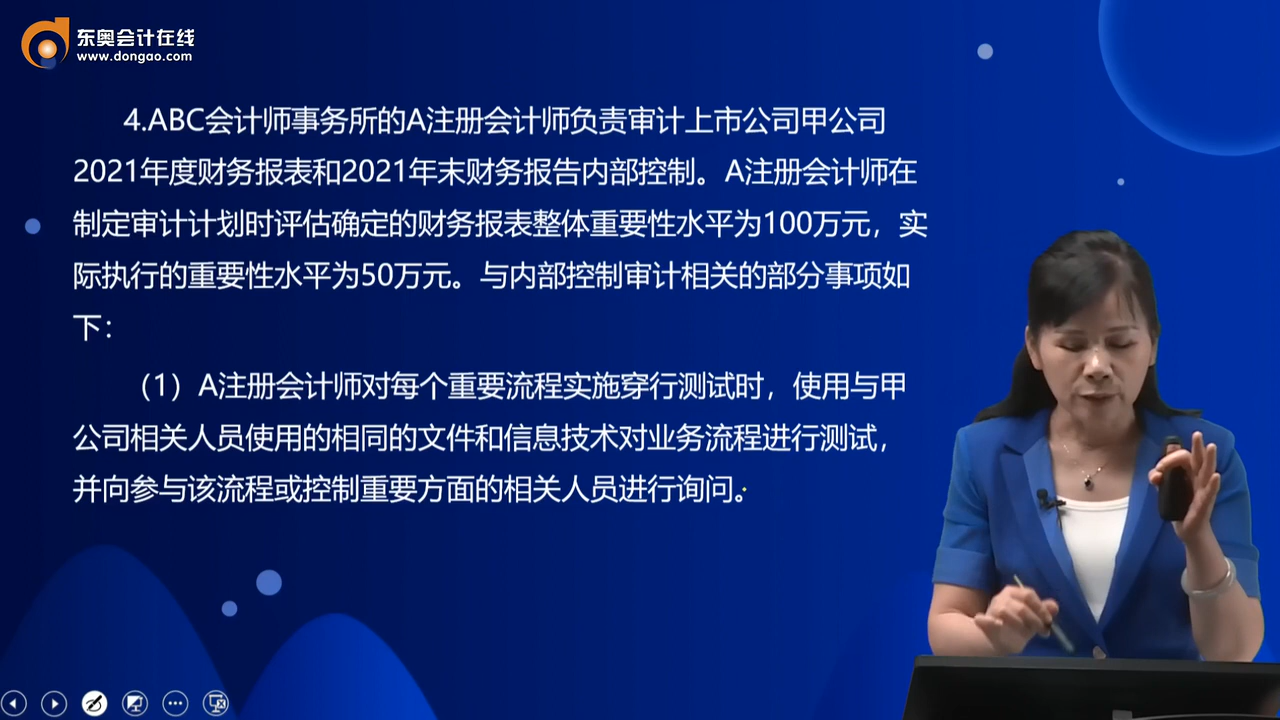 东奥会计在线
www.dongao.com
4.ABC会计师事务所的A注册会计师负责审计上市公司甲公司
2021年度财务报表和2021年末财务报告内部控制。A注册会计师在
制定审计计划时评估确定的财务报表整体重要性水平为100万元，实
际执行的重要性水平为50万元。与内部控制审计相关的部分事项如
下：
（1）A注册会计师对每个重要流程实施穿行测试时，使用与甲
公司相关人员使用的相同的文件和信息技术对业务流程进行测试，
并向参与该流程或控制重要方面的相关人员进行询问。